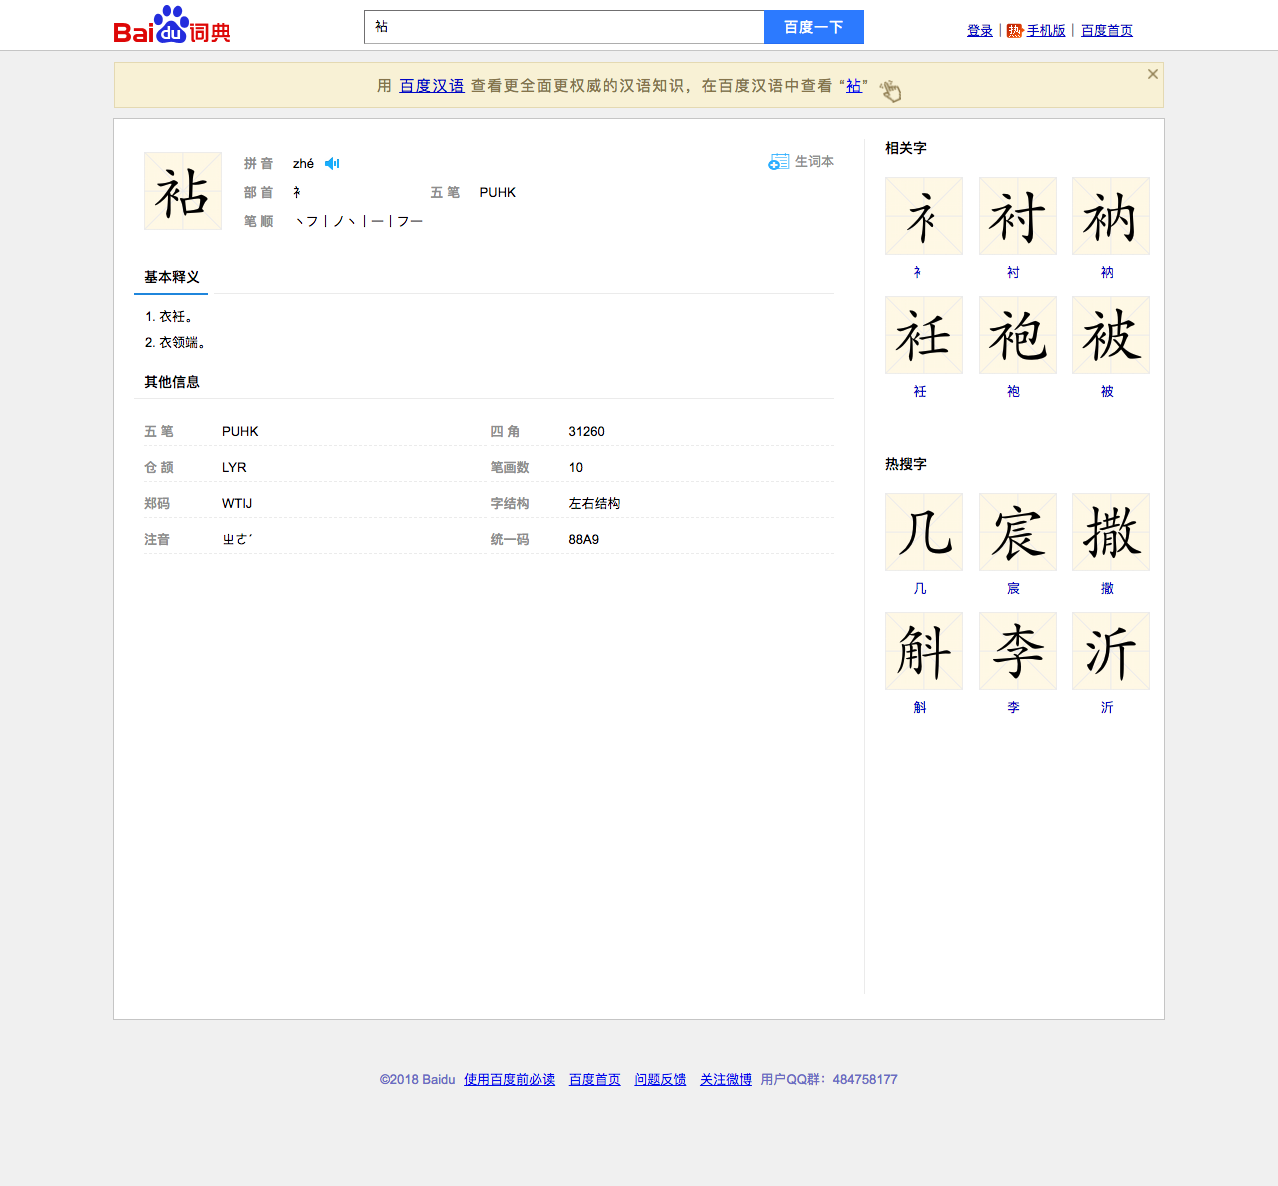 Baidu词典 袩 百度一下 登录 | 热 手机版 | 百度首页
用 百度汉语 查看更全面更权威的汉语知识，在百度汉语中查看 “袩”
袩
拼 音 zhé 生词本
部 首 衤 五 笔 PUHK
笔 顺 丶フ丨ノ丶丨一丨フ一
基本释义
1. 衣衽。
2. 衣领端。
其他信息
五 笔 PUHK 四 角 31260
仓 颉 LYR 笔画数 10
郑码 WTIJ 字结构 左右结构
注音 ㄓㄜˊ 统一码 88A9
相关字
衤 衬 衲
衤 衬 衲
衽 袍 被
衽 袍 被
热搜字
几 宸 撒
几 宸 撒
斛 李 沂
斛 李 沂
©2018 Baidu 使用百度前必读 百度首页 问题反馈 关注微博 用户QQ群：484758177